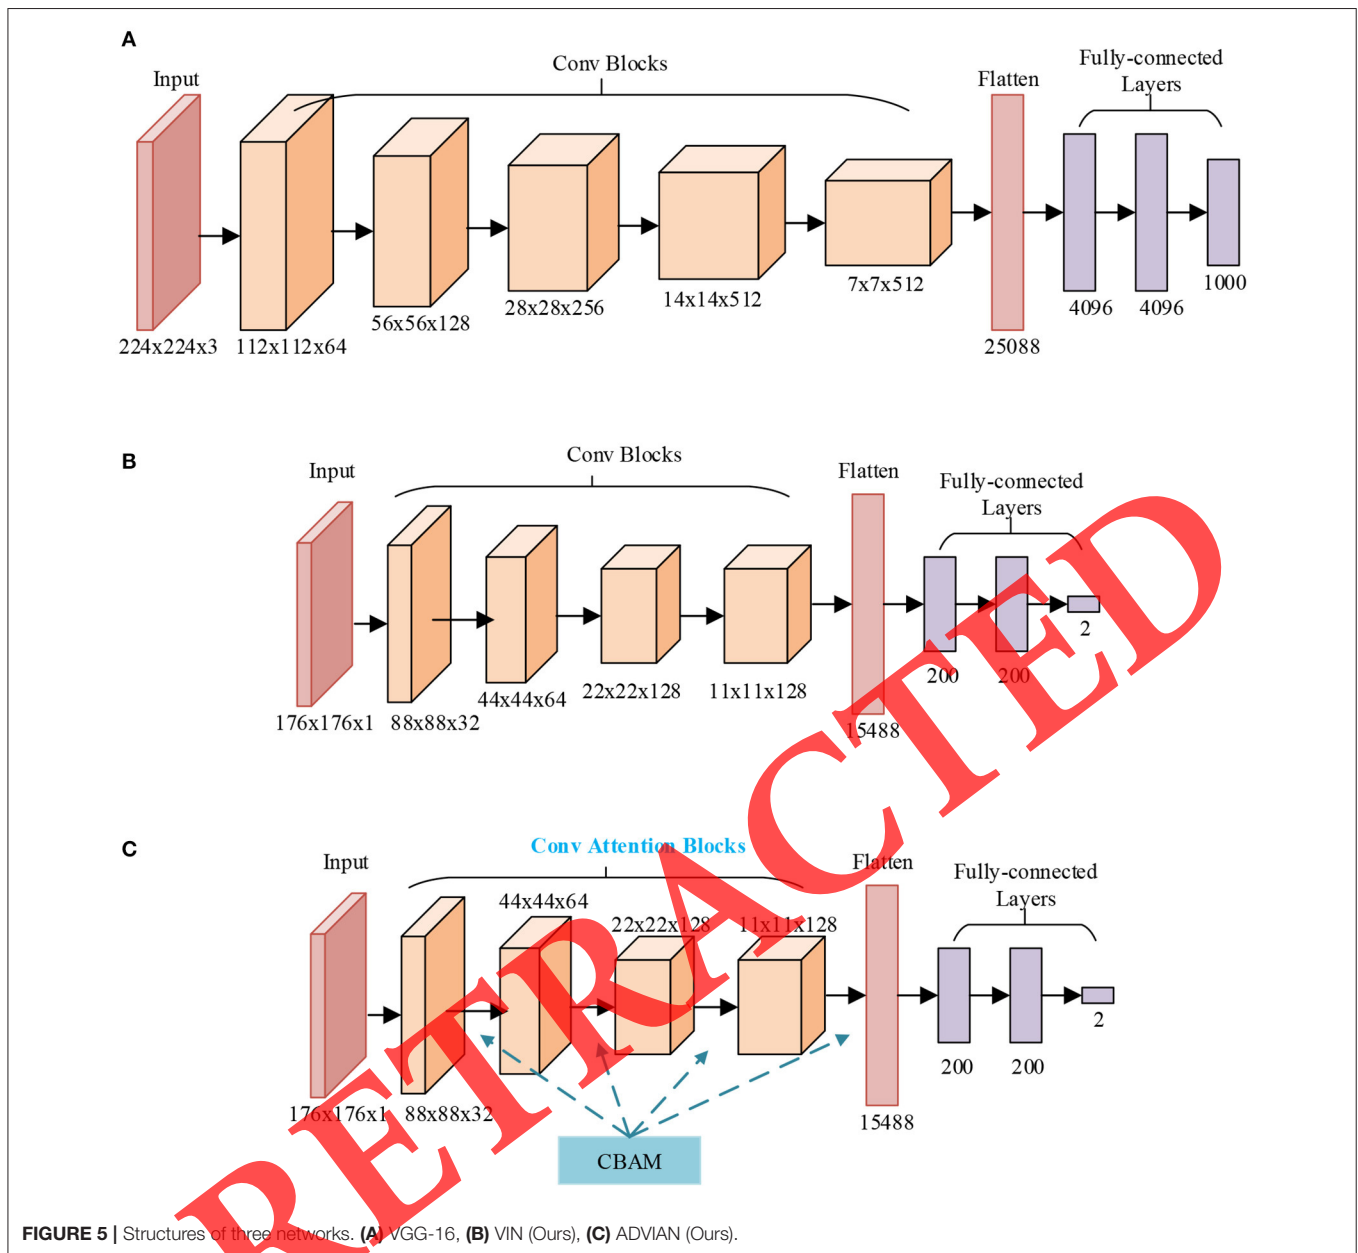 A
Input
Conv Blocks
Flatten
Fully-connected
Layers
224x224x3
112x112x64
56x56x128
28x28x256
14x14x512
7x7x512
25088
4096
4096
1000
B
Input
Conv Blocks
Flatten
Fully-connected
Layers
176x176x1
88x88x32
44x44x64
22x22x128
11x11x128
15488
200
200
2
C
Input
Conv Attention Blocks
Flatten
Fully-connected
Layers
176x176x1
88x88x32
44x44x64
22x22x128
11x11x128
15488
200
200
2
CBAM
RETRACTED
FIGURE 5 | Structures of three networks. (A) VGG-16, (B) VIN (Ours), (C) ADVIAN (Ours).